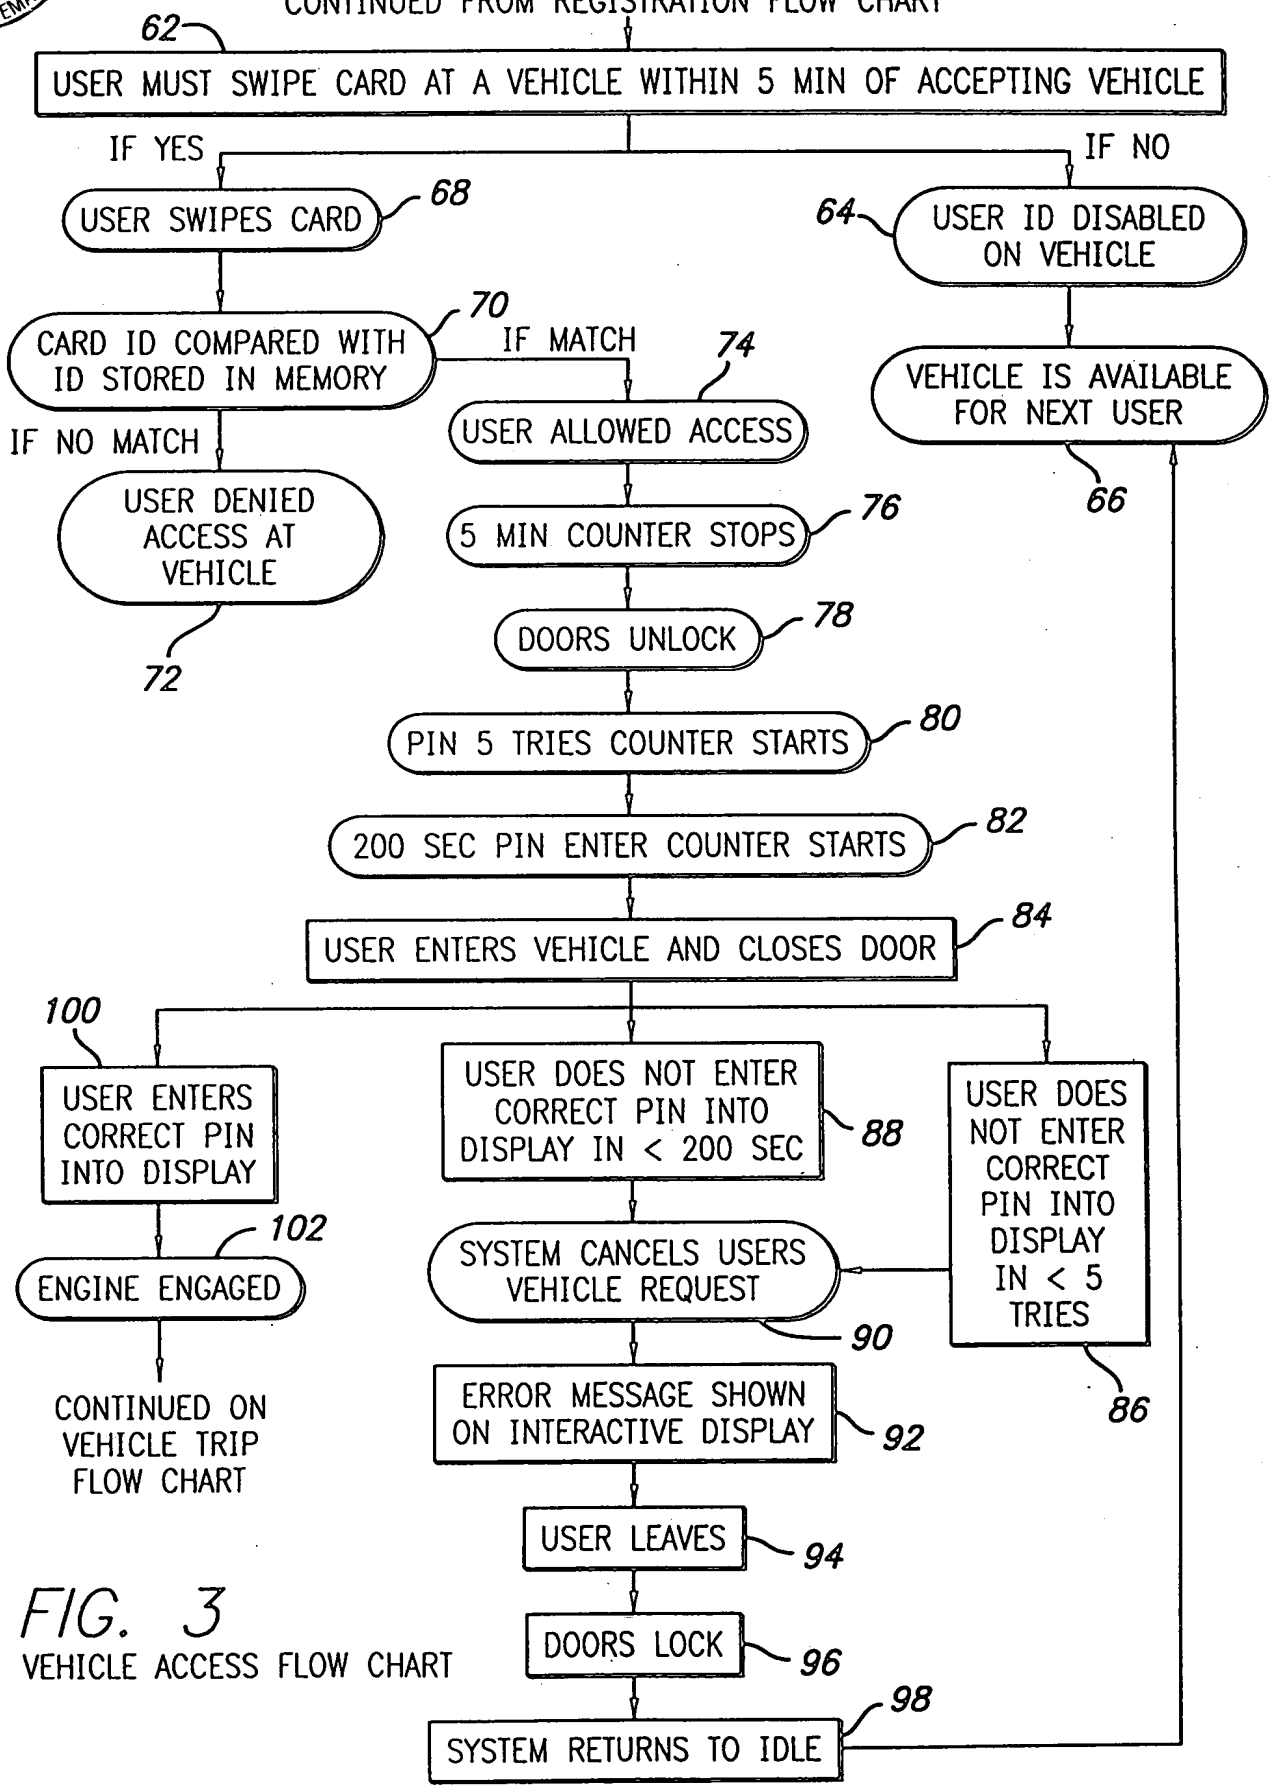 CONTINUED FROM REGISTRATION FLOW CHART
62
USER MUST SWIPE CARD AT A VEHICLE WITHIN 5 MIN OF ACCEPTING VEHICLE
IF YES
IF NO
68
USER SWIPES CARD
64
USER ID DISABLED
ON VEHICLE
70
CARD ID COMPARED WITH
ID STORED IN MEMORY
IF MATCH
74
VEHICLE IS AVAILABLE
FOR NEXT USER
66
USER ALLOWED ACCESS
IF NO MATCH
USER DENIED
ACCESS AT
VEHICLE
72
76
5 MIN COUNTER STOPS
78
DOORS UNLOCK
80
PIN 5 TRIES COUNTER STARTS
82
200 SEC PIN ENTER COUNTER STARTS
84
USER ENTERS VEHICLE AND CLOSES DOOR
100
USER ENTERS
CORRECT PIN
INTO DISPLAY
USER DOES NOT ENTER
CORRECT PIN INTO
DISPLAY IN < 200 SEC
88
USER DOES
NOT ENTER
CORRECT
PIN INTO
DISPLAY
IN < 5
TRIES
86
102
ENGINE ENGAGED
SYSTEM CANCELS USERS
VEHICLE REQUEST
90
CONTINUED ON
VEHICLE TRIP
FLOW CHART
ERROR MESSAGE SHOWN
ON INTERACTIVE DISPLAY
92
USER LEAVES
94
DOORS LOCK
96
98
SYSTEM RETURNS TO IDLE
FIG. 3
VEHICLE ACCESS FLOW CHART